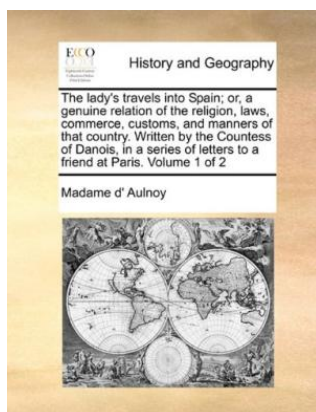 ECCO
History and Geography
The lady's travels into Spain; or, a
genuine relation of the religion, laws,
commerce, customs, and manners of
that country. Written by the Countess
of Danois, in a series of letters to a
friend at Paris. Volume 1 of 2
Madame d' Aulnoy